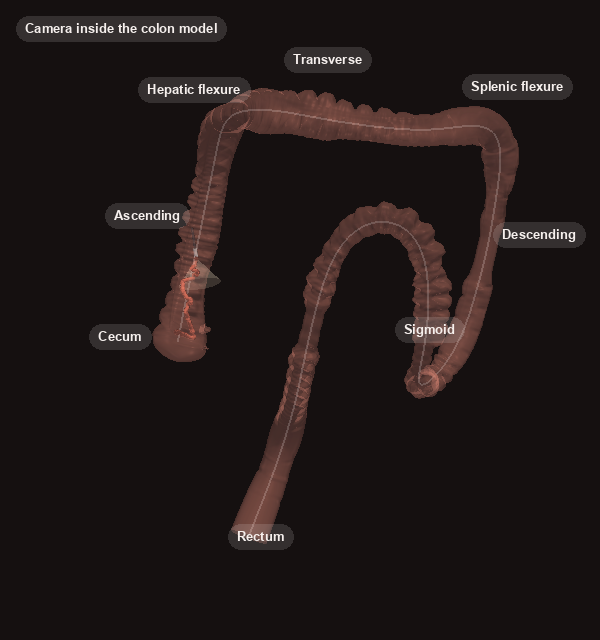 Camera inside the colon model
Transverse
Hepatic flexure
Splenic flexure
Ascending
Descending
Cecum
Sigmoid
Rectum